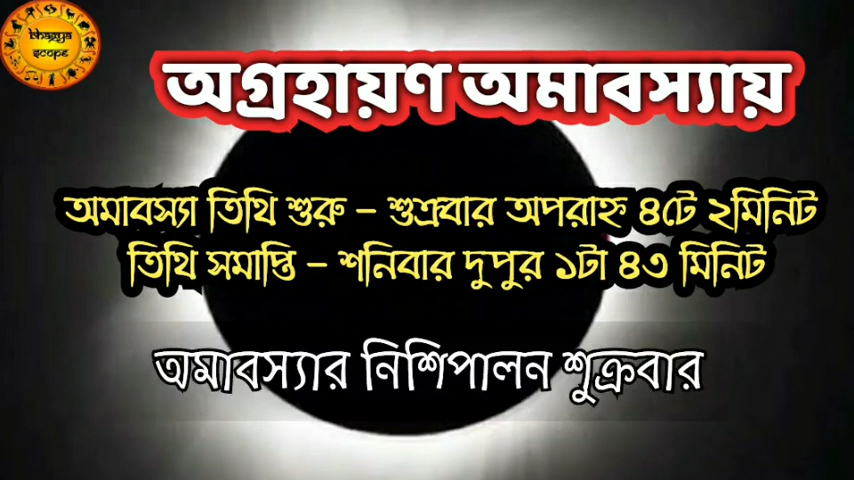 bhagya
scope
অগ্রহায়ণ অমাবস্যায়
অমাবস্যা তিথি শুরু – শুক্রবার অপরাহ্ন ৪টে ২মিনিট
তিথি সমাপ্তি – শনিবার দুপুর ১টা ৪৩ মিনিট
অমাবস্যার নিশিপালন শুক্রবার